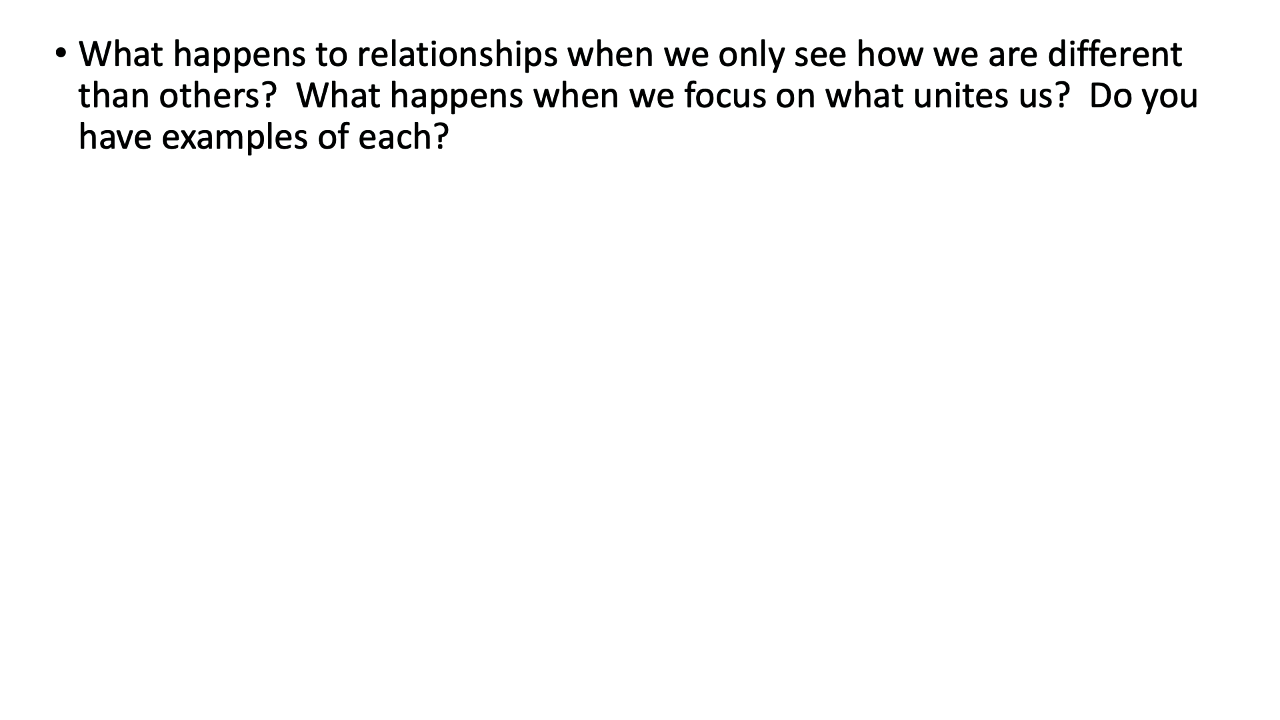 • What happens to relationships when we only see how we are different
than others?  What happens when we focus on what unites us?  Do you
have examples of each?